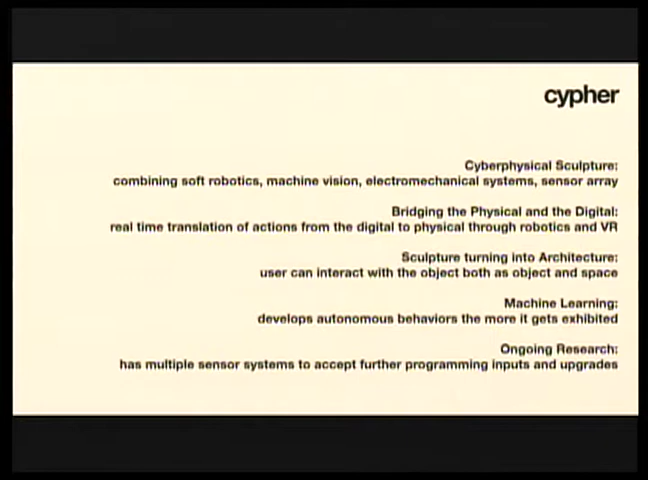 cypher
Cyberphysical Sculpture:
combining soft robotics, machine vision, electromechanical systems, sensor array
Bridging the Physical and the Digital:
real time translation of actions from the digital to physical through robotics and VR
Sculpture turning into Architecture:
user can interact with the object both as object and space
Machine Learning:
develops autonomous behaviors the more it gets exhibited
Ongoing Research:
has multiple sensor systems to accept further programming inputs and upgrades